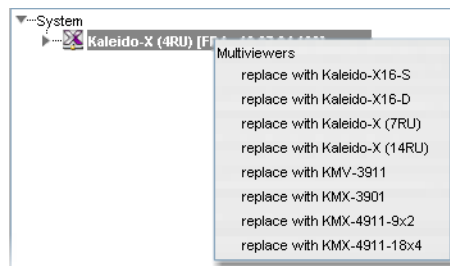 System
Kaleido-X (4RU)
Multiviewers
replace with Kaleido-X16-S
replace with Kaleido-X16-D
replace with Kaleido-X (7RU)
replace with Kaleido-X (14RU)
replace with KMV-3911
replace with KMX-3901
replace with KMX-4911-9x2
replace with KMX-4911-18x4